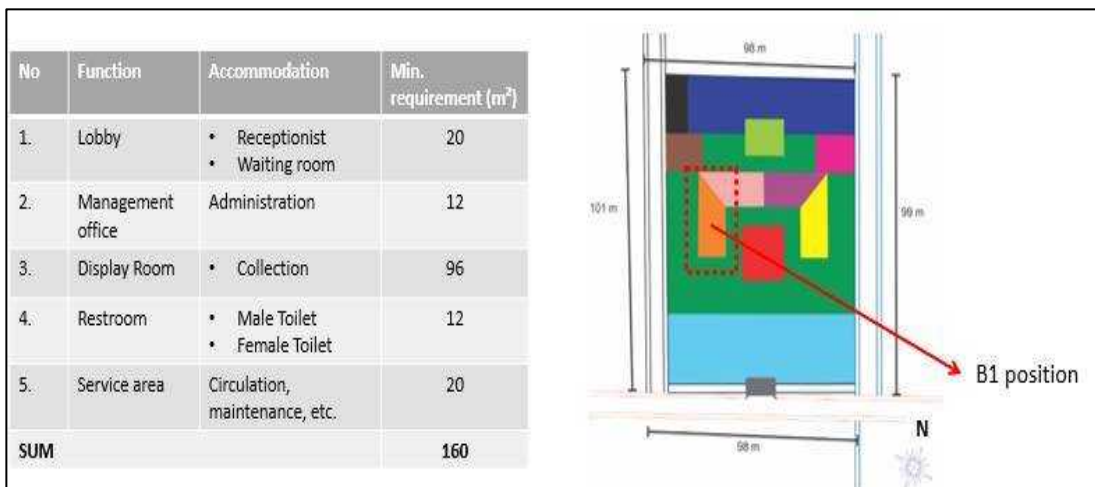 No Function Accommodation Min.
requirement (m²)
1. Lobby • Receptionist 20
• Waiting room
2. Management Administration 12
office
3. Display Room • Collection 96
4. Restroom • Male Toilet 12
• Female Toilet
5. Service area Circulation, 20
maintenance, etc.
SUM 160
98 m
101 m
99 m
B1 position
N
98 m